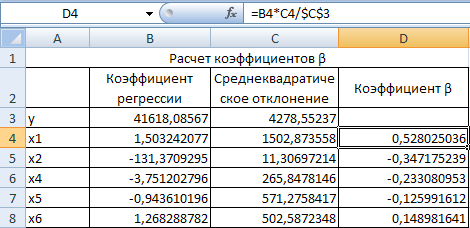 D4 fx =B4*C4/$C$3
A B C D
1 Расчет коэффициентов β
2 Коэффициент регрессии Среднеквадратическое отклонение Коэффициент β
3 y 41618,08567 4278,55237
4 x1 1,503242077 1502,873558 0,528025036
5 x2 -131,3709295 11,30697214 -0,347175239
6 x4 -3,751202796 265,8478146 -0,233080953
7 x5 -0,943610196 571,2758417 -0,125991612
8 x6 1,268288782 502,5872348 0,148981641